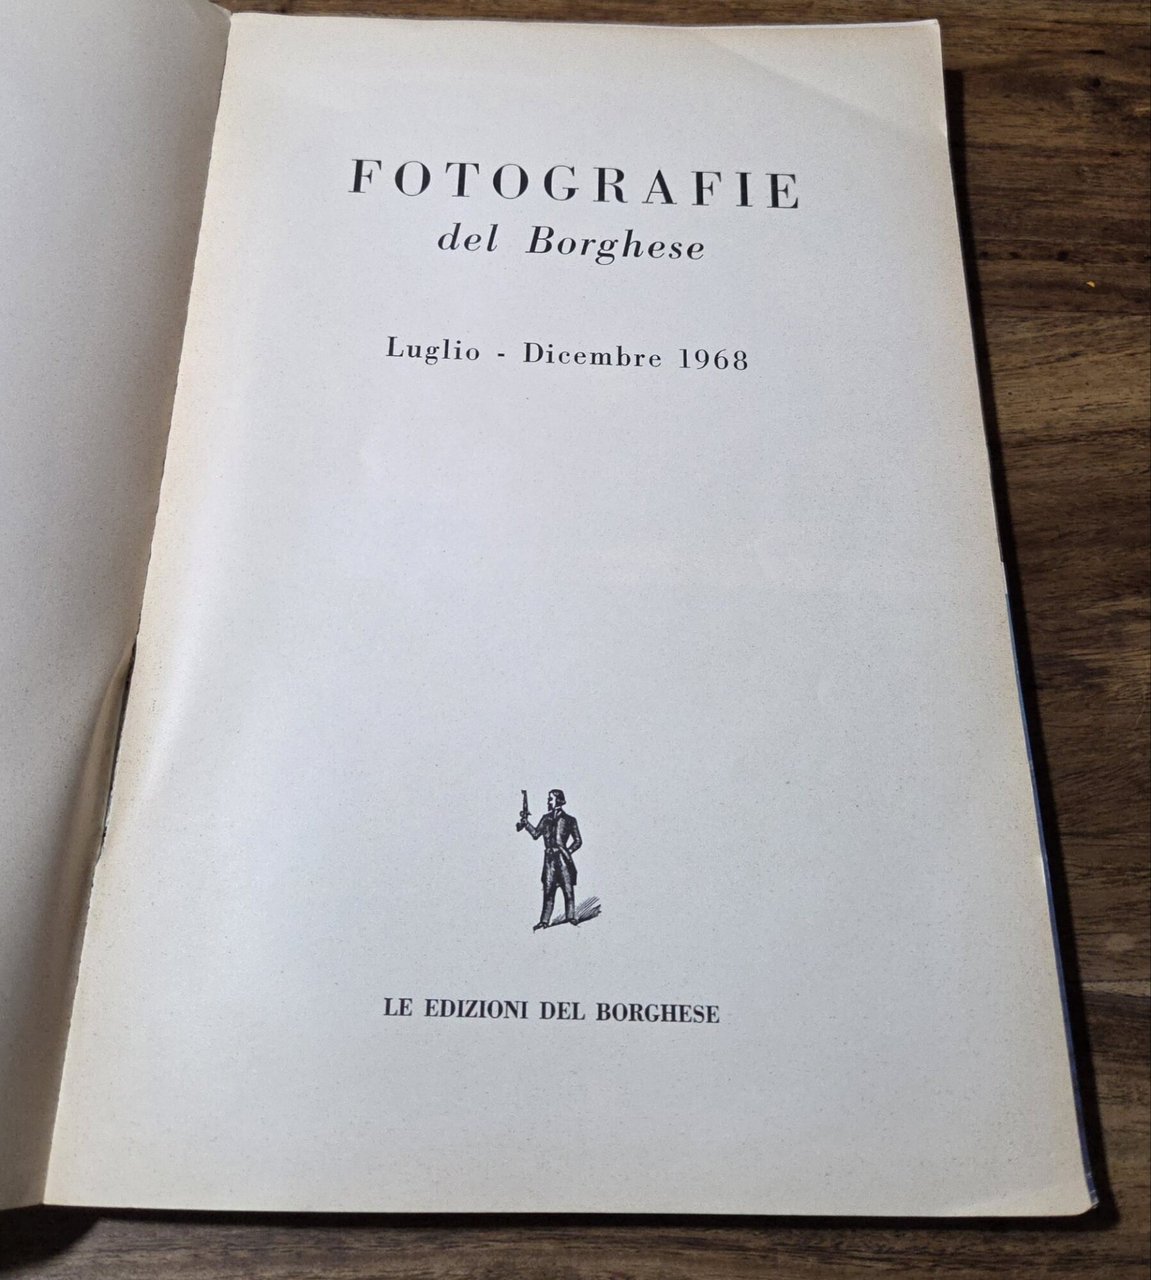 FOTOGRAFIE
del Borghese
Luglio - Dicembre 1968
LE EDIZIONI DEL BORGHESE